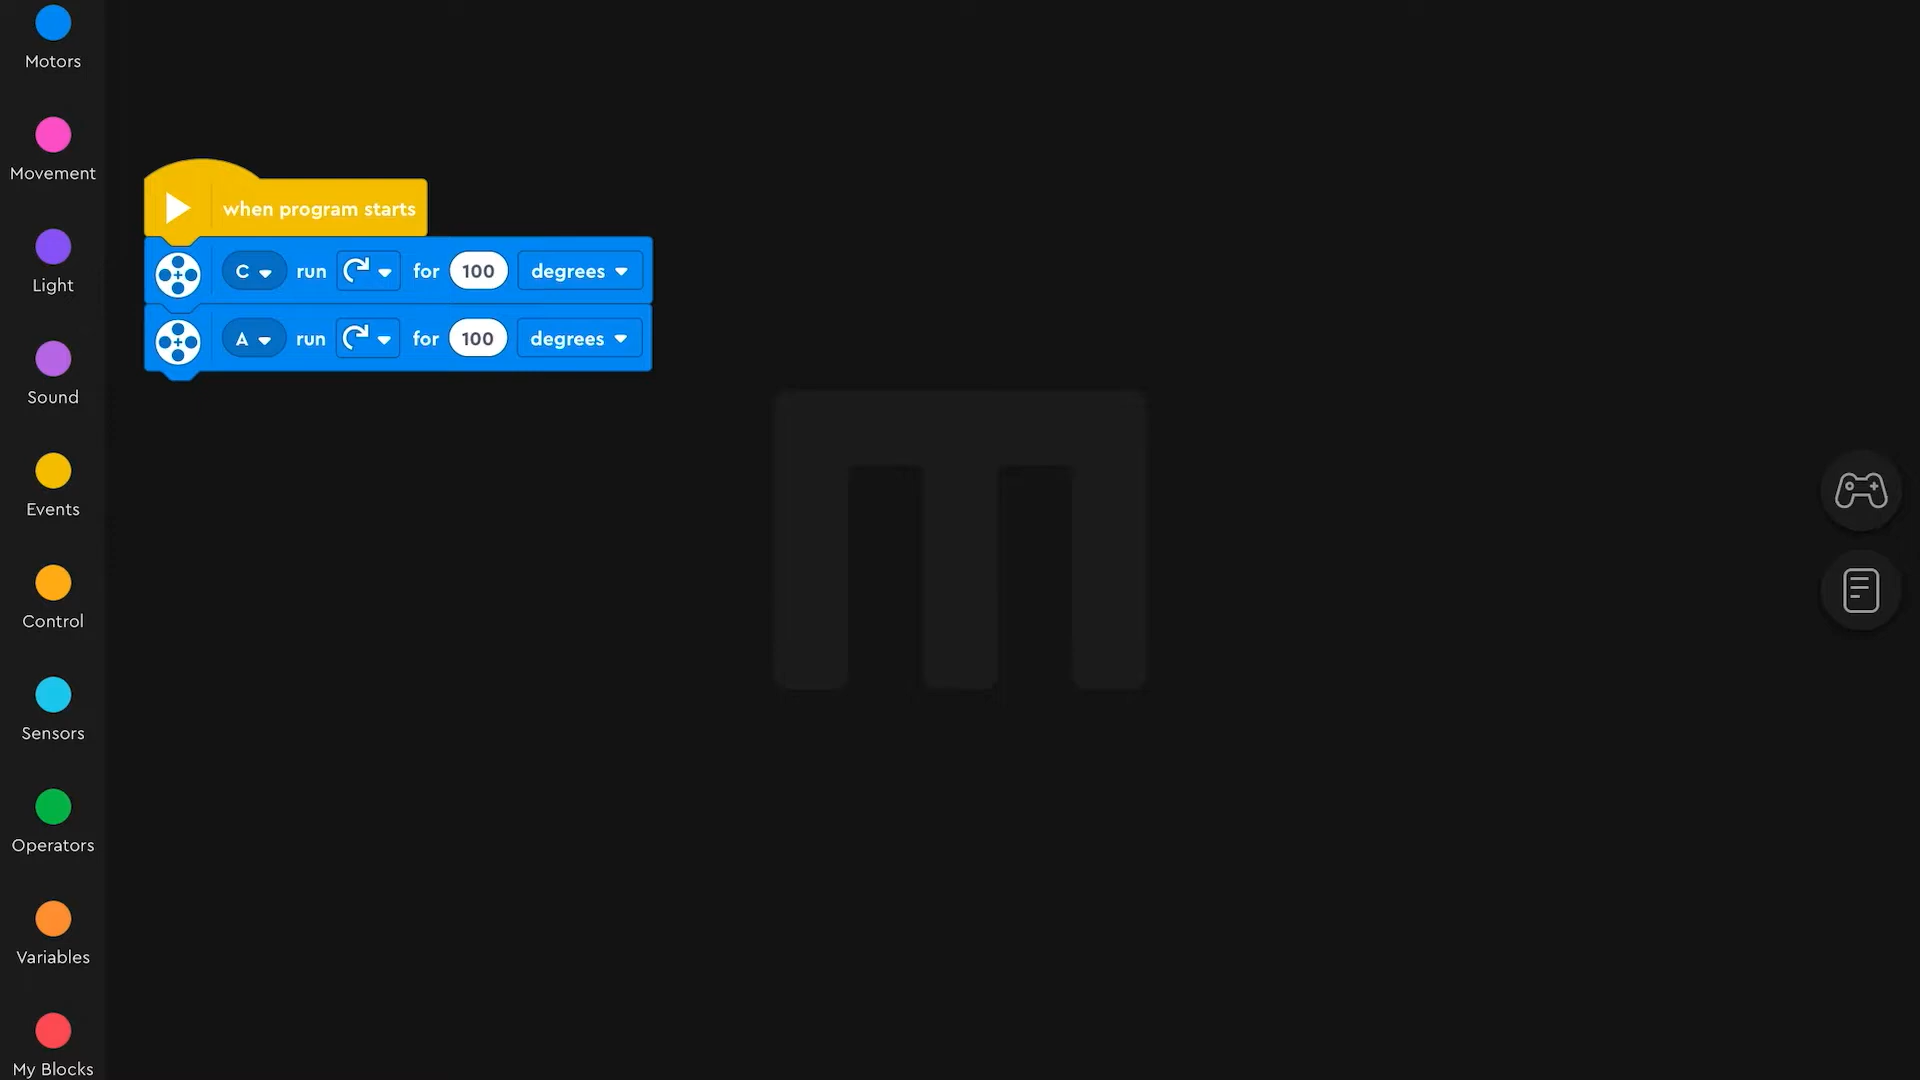 Motors
Movement
Light
Sound
Events
Control
Sensors
Operators
Variables
My Blocks
when program starts
C run for 100 degrees
A run for 100 degrees